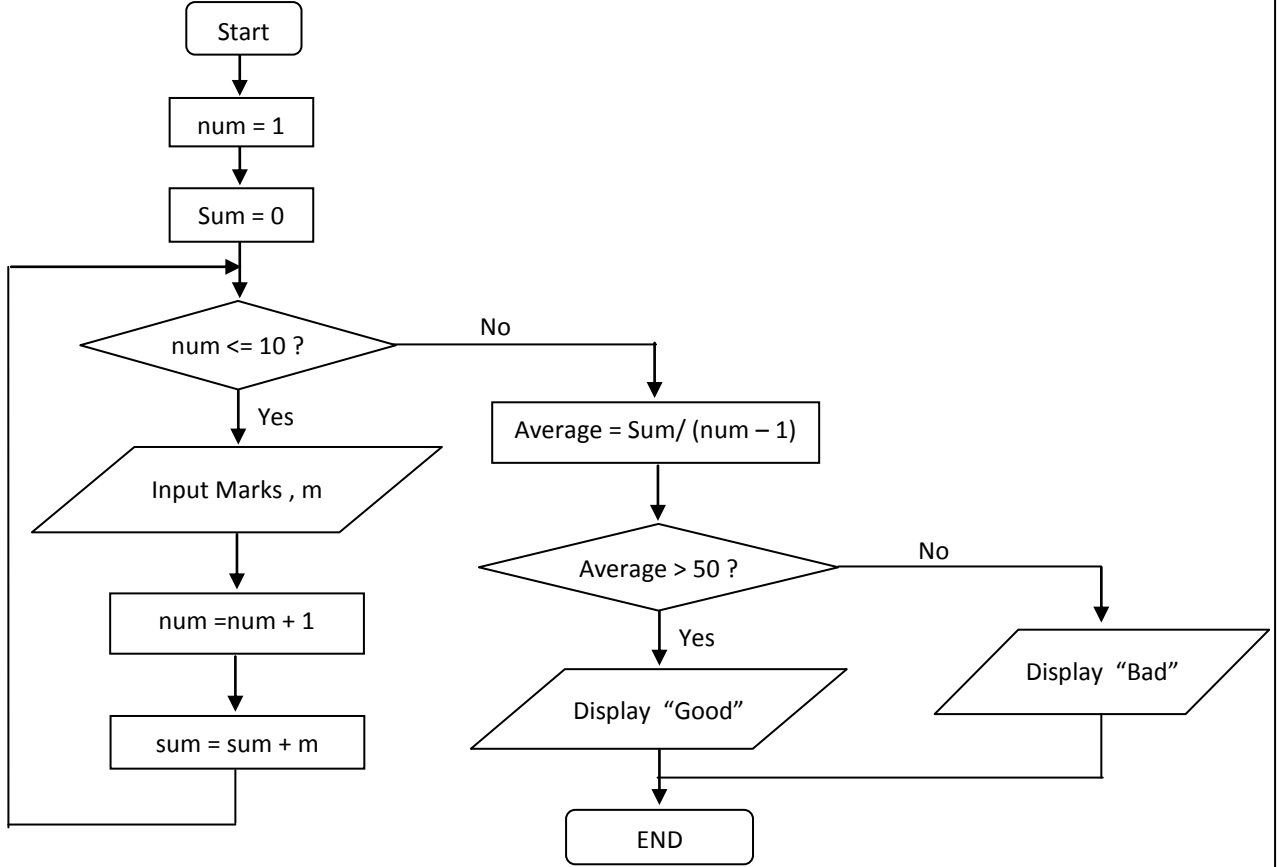 Start
num = 1
Sum = 0
num <= 10 ?
No
Yes
Average = Sum/ (num – 1)
Input Marks , m
Average > 50 ?
No
num =num + 1
Yes
Display “Bad”
Display “Good”
sum = sum + m
END